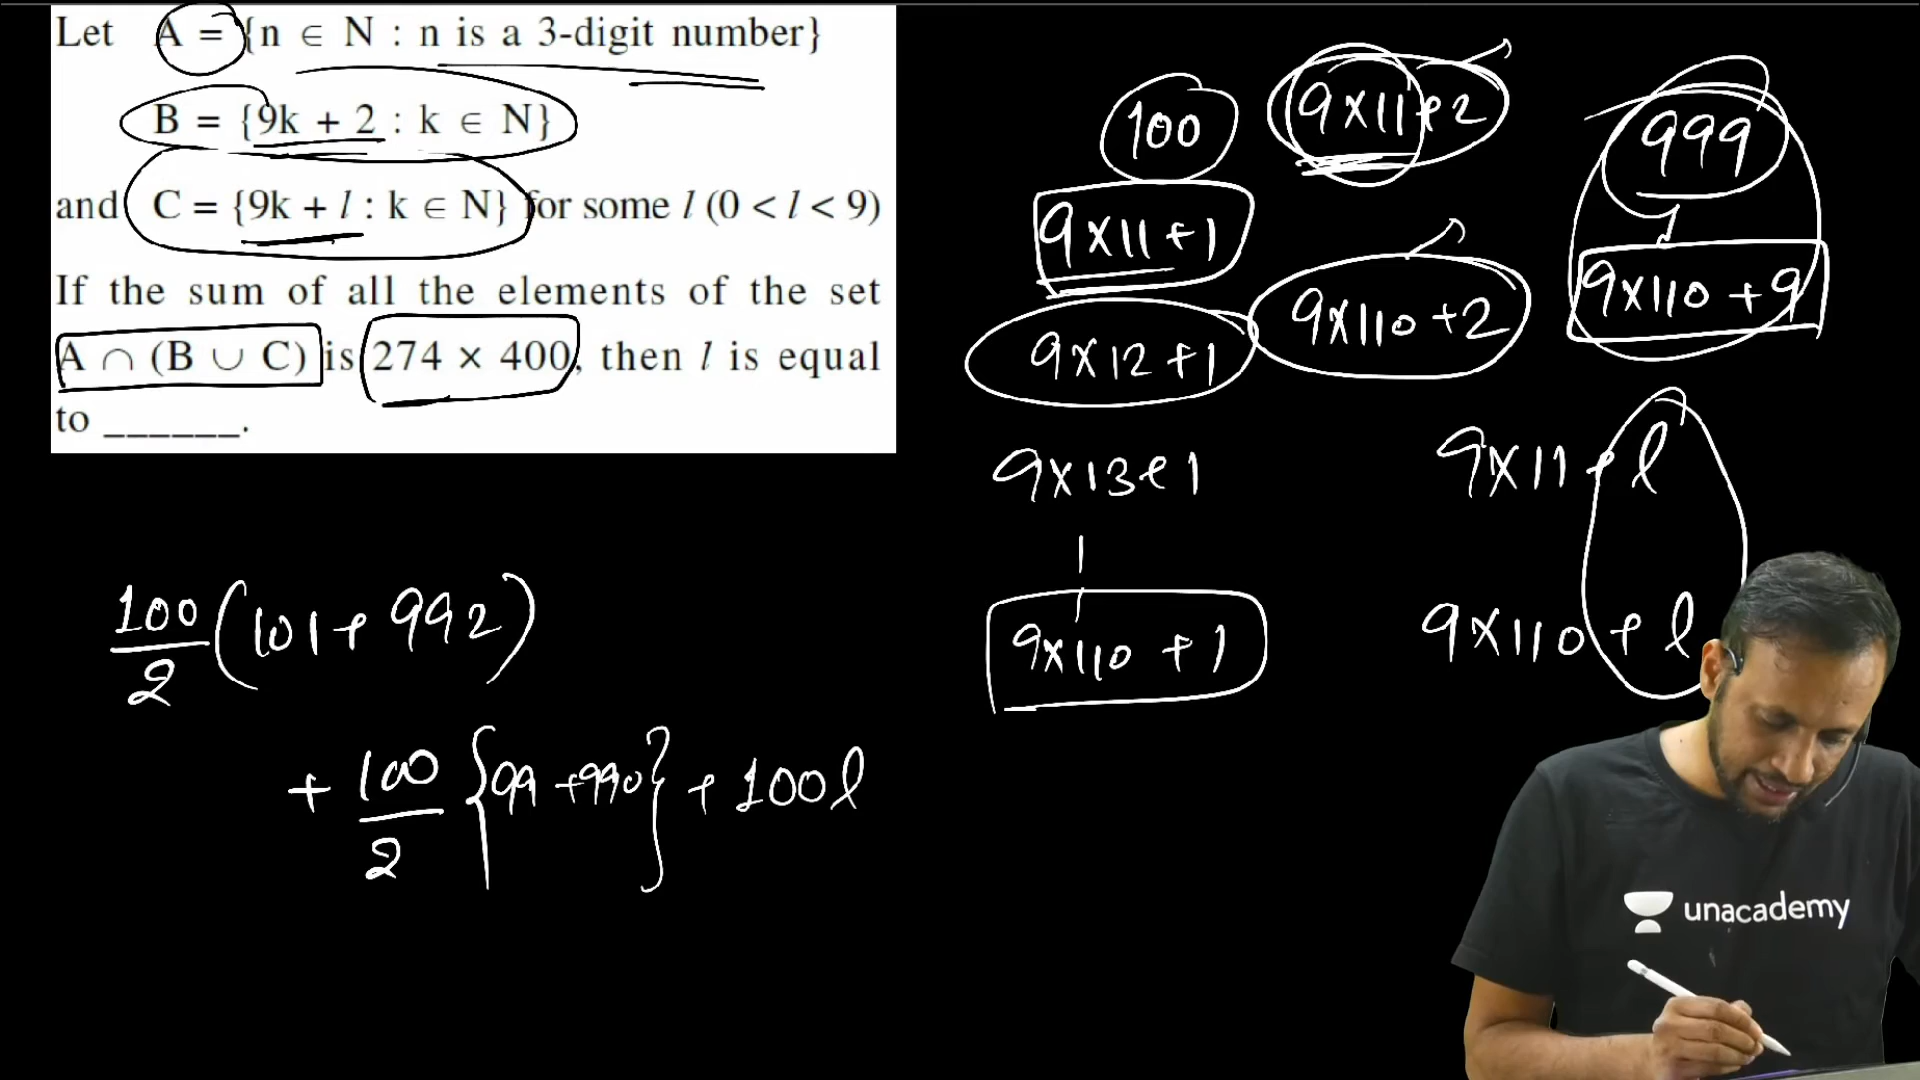 Let A = {n ∈ N : n is a 3-digit number}
B = {9k + 2 : k ∈ N}
and C = {9k + l : k ∈ N} for some l (0 < l < 9)
If the sum of all the elements of the set
A ∩ (B ∪ C) is 274 × 400, then l is equal
to ______.
100
9×11+2
999
9×11+1
9×110+2
9×110+9
9×12+1
9×13+1
9×11+l
9×110+1
9×110+l
100/2 (101+992)
+ 100/2 {99+990} + 100l
unacademy